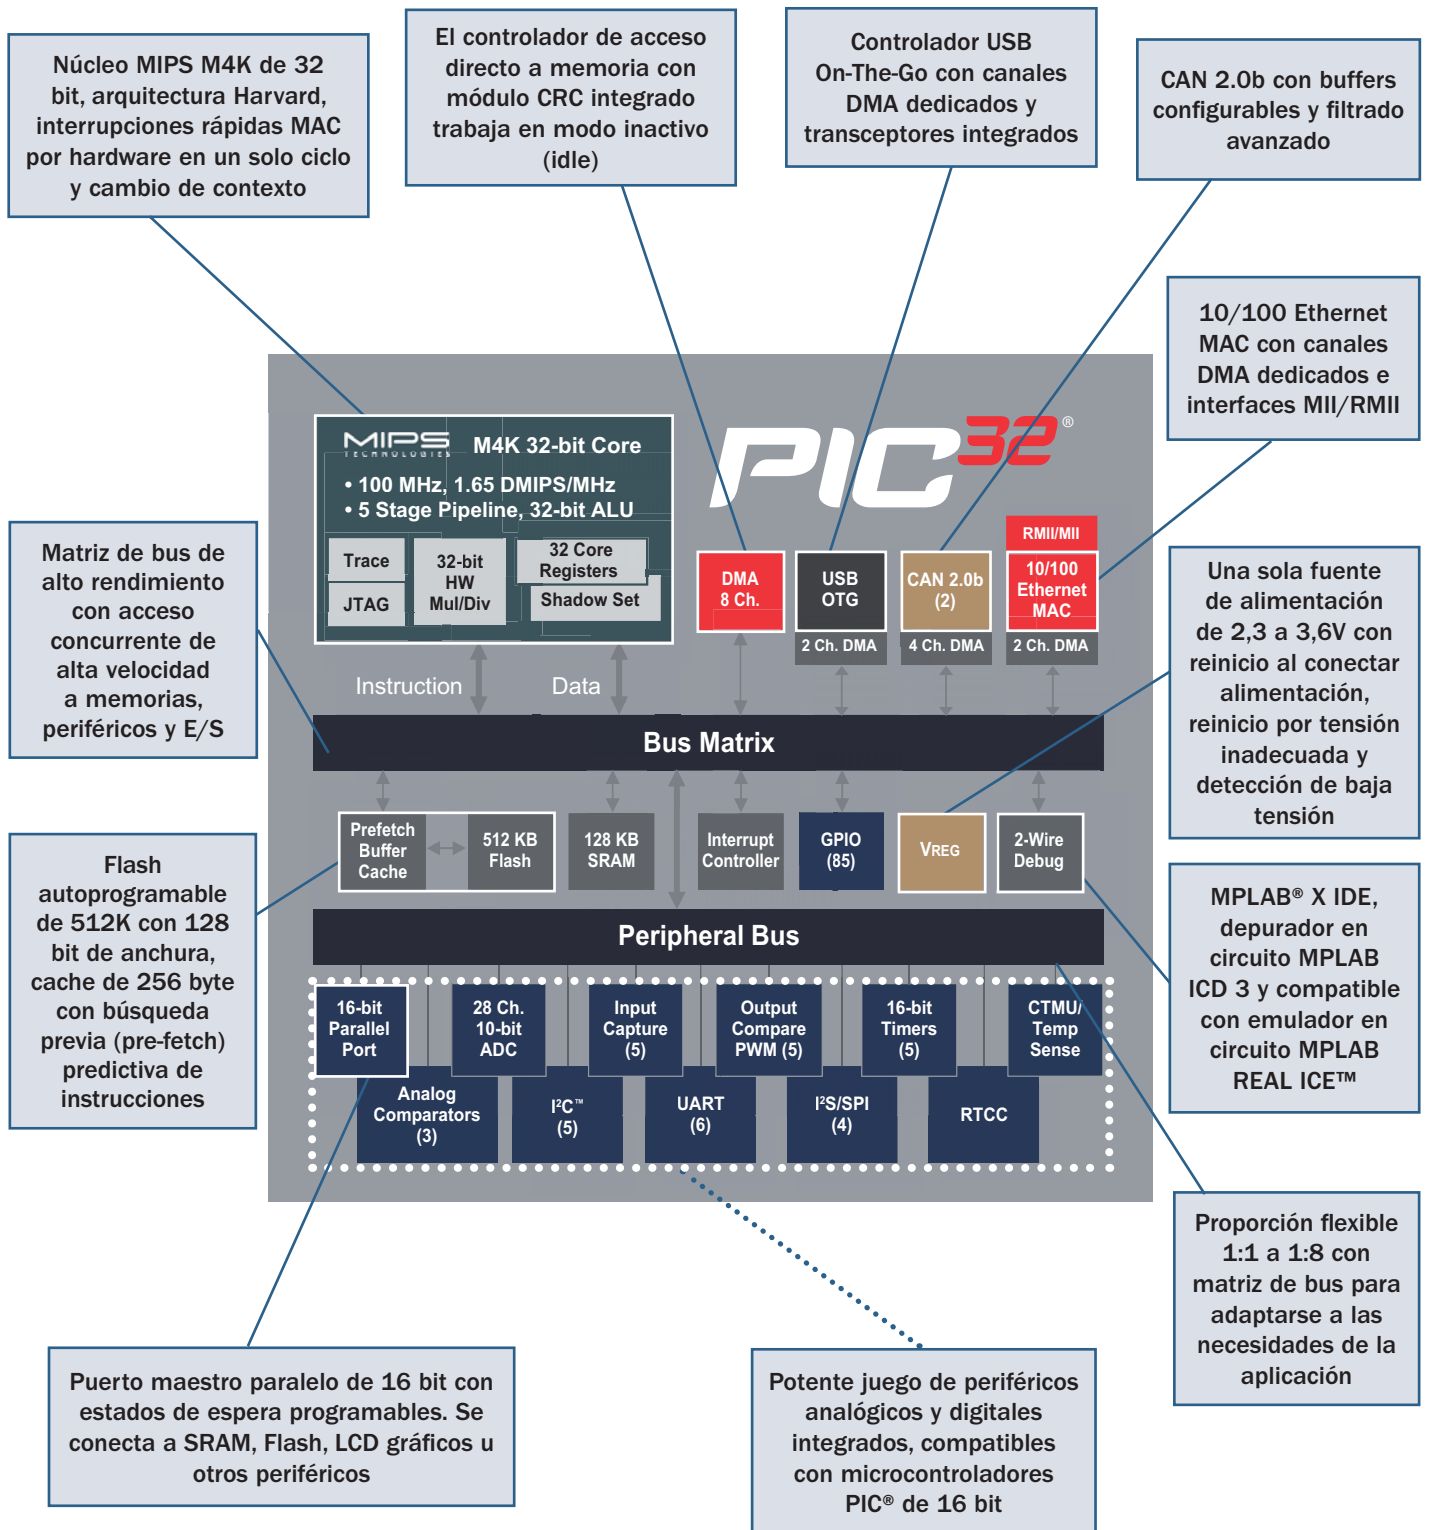 Núcleo MIPS M4K de 32
bit, arquitectura Harvard,
interrupciones rápidas MAC
por hardware en un solo ciclo
y cambio de contexto
El controlador de acceso
directo a memoria con
módulo CRC integrado
trabaja en modo inactivo
(idle)
Controlador USB
On-The-Go con canales
DMA dedicados y
transceptores integrados
CAN 2.0b con buffers
configurables y filtrado
avanzado
10/100 Ethernet
MAC con canales
DMA dedicados e
interfaces MII/RMII
MIPS
TECHNOLOGIES
M4K 32-bit Core
• 100 MHz, 1.65 DMIPS/MHz
• 5 Stage Pipeline, 32-bit ALU
Trace
JTAG
32-bit
HW
Mul/Div
32 Core
Registers
Shadow Set
PIC32®
DMA
8 Ch.
USB
OTG
2 Ch. DMA
CAN 2.0b
(2)
4 Ch. DMA
RMII/MII
10/100
Ethernet
MAC
2 Ch. DMA
Matriz de bus de
alto rendimiento
con acceso
concurrente de
alta velocidad
a memorias,
periféricos y E/S
Instruction
Data
Bus Matrix
Una sola fuente
de alimentación
de 2,3 a 3,6V con
reinicio al conectar
alimentación,
reinicio por tensión
inadecuada y
detección de baja
tensión
Prefetch
Buffer
Cache
512 KB
Flash
128 KB
SRAM
Interrupt
Controller
GPIO
(85)
VREG
2-Wire
Debug
Flash
autoprogramable
de 512K con 128
bit de anchura,
cache de 256 byte
con búsqueda
previa (pre-fetch)
predictiva de
instrucciones
MPLAB® X IDE,
depurador en
circuito MPLAB
ICD 3 y compatible
con emulador en
circuito MPLAB
REAL ICE™
Peripheral Bus
16-bit
Parallel
Port
28 Ch.
10-bit
ADC
Input
Capture
(5)
Output
Compare
PWM (5)
16-bit
Timers
(5)
CTMU/
Temp
Sense
Analog
Comparators
(3)
I²C™
(5)
UART
(6)
I²S/SPI
(4)
RTCC
Proporción flexible
1:1 a 1:8 con
matriz de bus para
adaptarse a las
necesidades de la
aplicación
Puerto maestro paralelo de 16 bit con
estados de espera programables. Se
conecta a SRAM, Flash, LCD gráficos u
otros periféricos
Potente juego de periféricos
analógicos y digitales
integrados, compatibles
con microcontroladores
PIC® de 16 bit